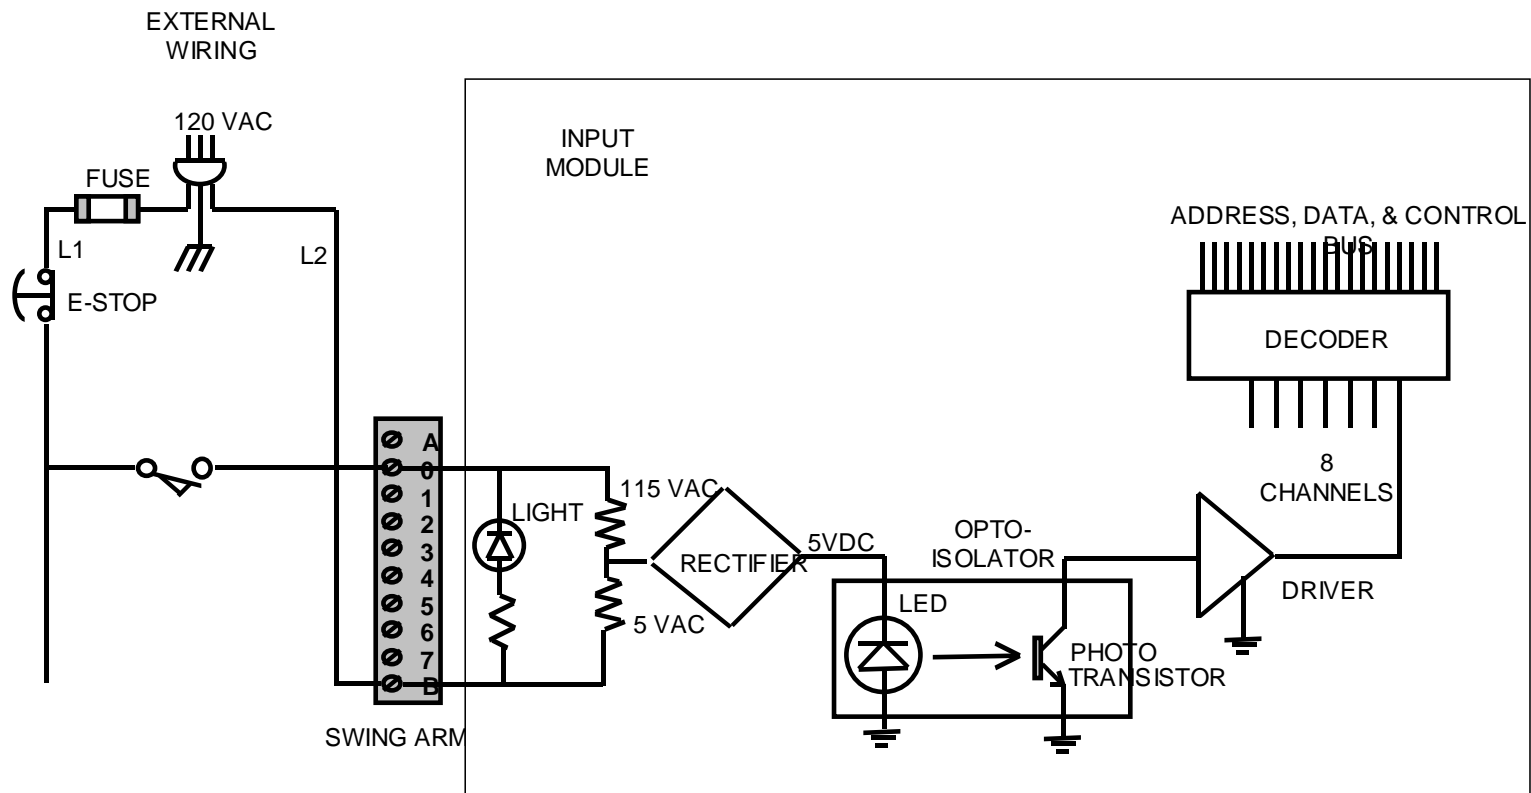 EXTERNAL
WIRING
120 VAC
INPUT
MODULE
FUSE
ADDRESS, DATA, & CONTROL
BUS
L1
L2
E-STOP
DECODER
A
0
1
2
3
4
5
6
7
B
8
CHANNELS
115 VAC
LIGHT
OPTO-
ISOLATOR
5VDC
RECTIFIER
DRIVER
LED
5 VAC
PHOTO
TRANSISTOR
SWING ARM